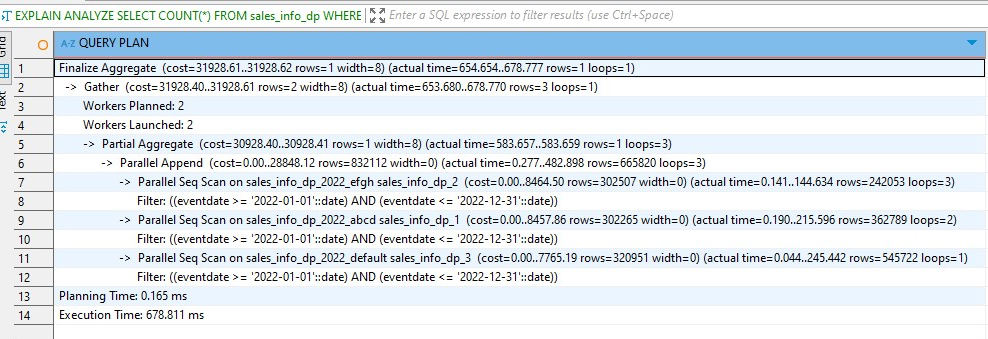 EXPLAIN ANALYZE SELECT COUNT(*) FROM sales_info_dp WHERE Enter a SQL expression to filter results (use Ctrl+Space)
Grid
Text
A-Z QUERY PLAN
1 Finalize Aggregate (cost=31928.61..31928.62 rows=1 width=8) (actual time=654.654..678.777 rows=1 loops=1)
2 -> Gather (cost=31928.40..31928.61 rows=2 width=8) (actual time=653.680..678.770 rows=3 loops=1)
3 Workers Planned: 2
4 Workers Launched: 2
5 -> Partial Aggregate (cost=30928.40..30928.41 rows=1 width=8) (actual time=583.657..583.659 rows=1 loops=3)
6 -> Parallel Append (cost=0.00..28848.12 rows=832112 width=0) (actual time=0.277..482.898 rows=665820 loops=3)
7 -> Parallel Seq Scan on sales_info_dp_2022_efgh sales_info_dp_2 (cost=0.00..8464.50 rows=302507 width=0) (actual time=0.141..144.634 rows=242053 loops=3)
8 Filter: ((eventdate >= '2022-01-01'::date) AND (eventdate <= '2022-12-31'::date))
9 -> Parallel Seq Scan on sales_info_dp_2022_abcd sales_info_dp_1 (cost=0.00..8457.86 rows=302265 width=0) (actual time=0.190..215.596 rows=362789 loops=2)
10 Filter: ((eventdate >= '2022-01-01'::date) AND (eventdate <= '2022-12-31'::date))
11 -> Parallel Seq Scan on sales_info_dp_2022_default sales_info_dp_3 (cost=0.00..7765.19 rows=320951 width=0) (actual time=0.044..245.442 rows=545722 loops=1)
12 Filter: ((eventdate >= '2022-01-01'::date) AND (eventdate <= '2022-12-31'::date))
13 Planning Time: 0.165 ms
14 Execution Time: 678.811 ms